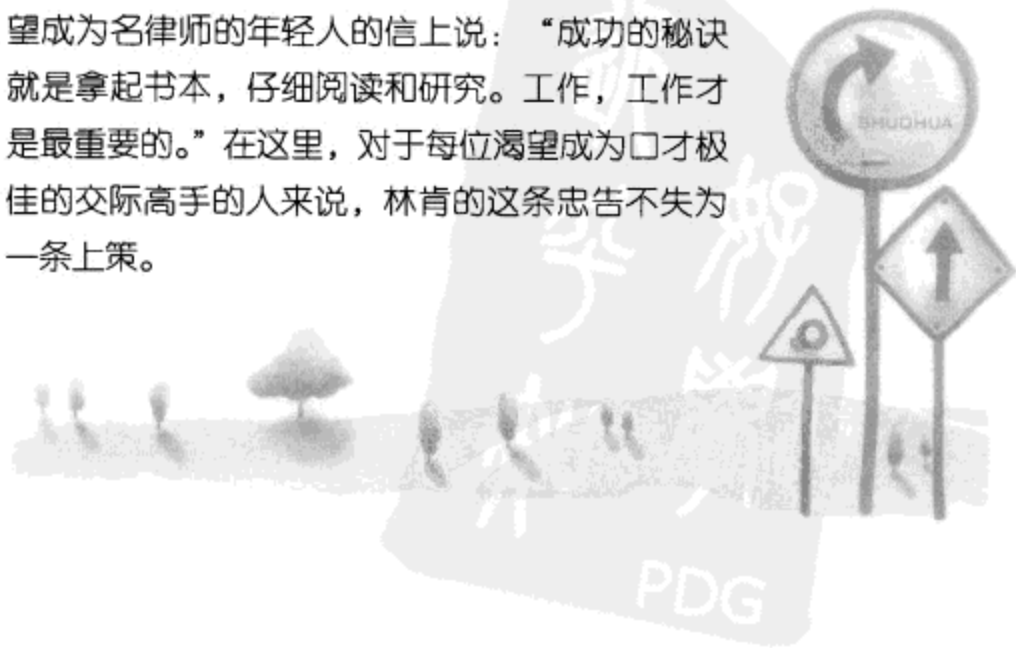 望成为名律师的年轻人的信上说：“成功的秘诀
就是拿起书本，仔细阅读和研究。工作，工作才
是最重要的。”在这里，对于每位渴望成为口才极
佳的交际高手的人来说，林肯的这条忠告不失为
一条上策。
SHUOHUA
PDG